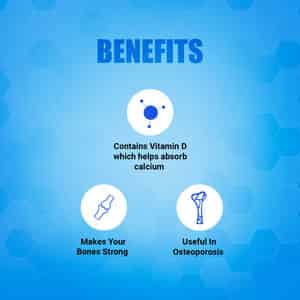 BENEFITS
Contains Vitamin D
which helps absorb
calcium
Makes Your
Bones Strong
Useful In
Osteoporosis